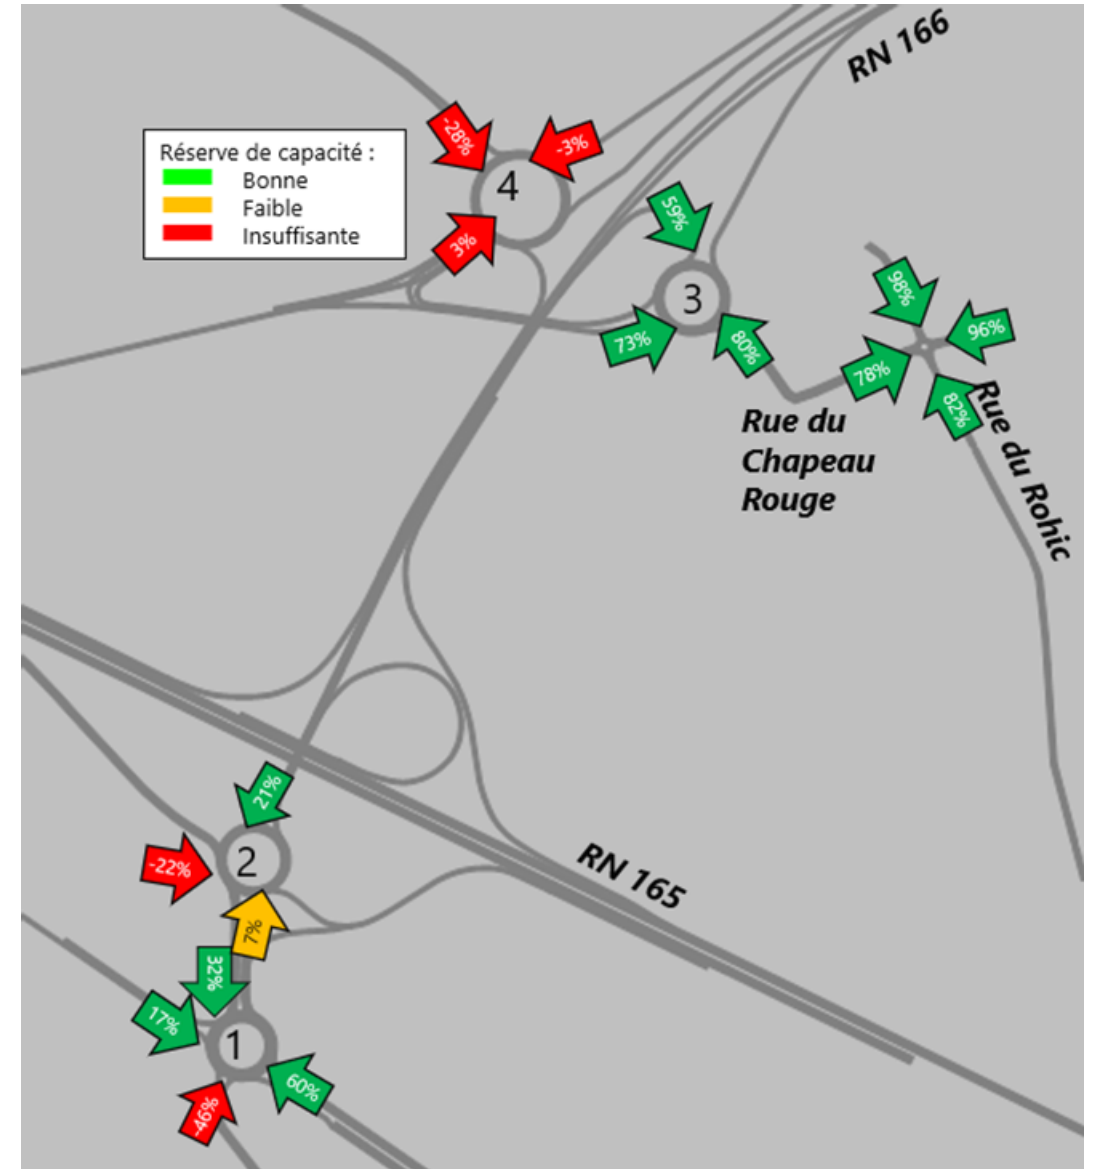 RN 166
-28%
-3%
Réserve de capacité :
Bonne
Faible
Insuffisante
4
3%
59%
3
73%
80%
98%
96%
78%
82%
Rue du
Chapeau
Rouge
Rue du Rohic
21%
2
-22%
RN 165
7%
32%
17%
1
60%
-46%